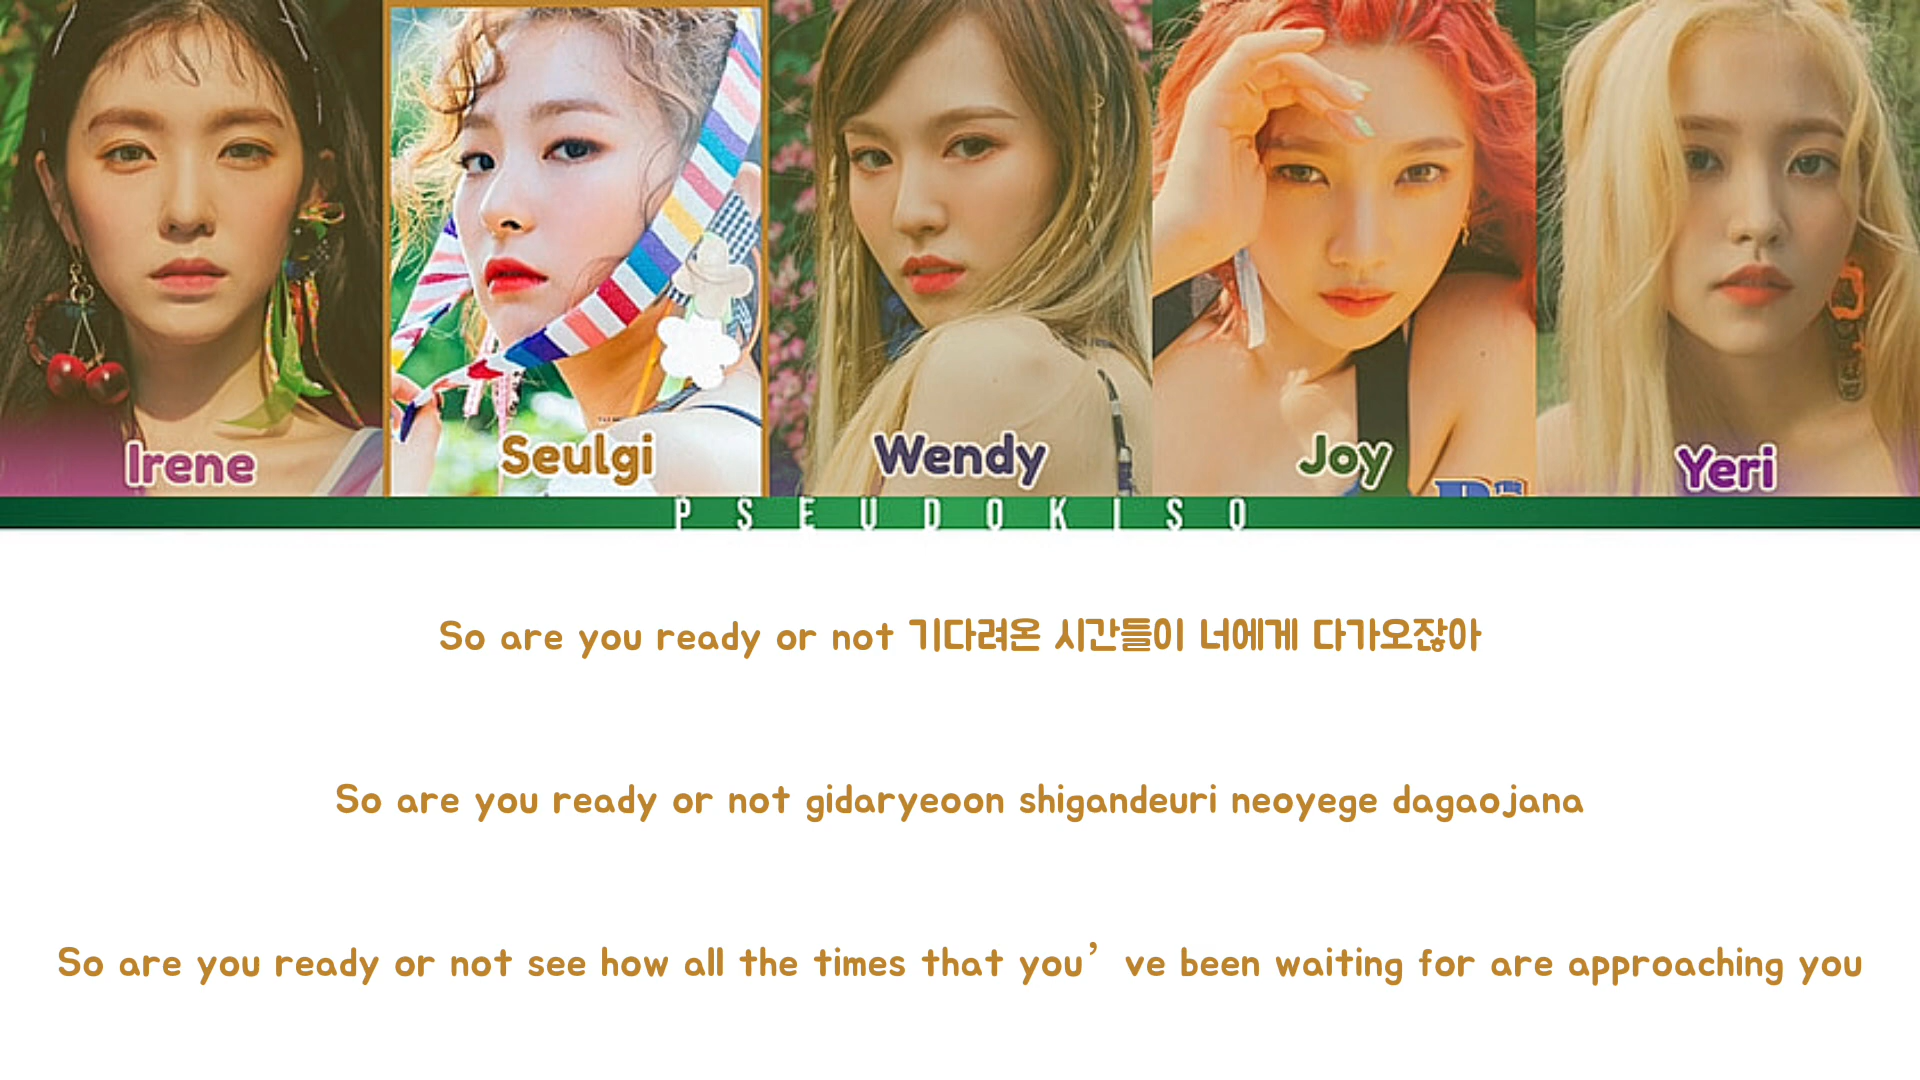 Irene
Seulgi
Wendy
Joy
Yeri
PSEUDOKISO
So are you ready or not 기다려온 시간들이 너에게 다가오잖아
So are you ready or not gidaryeoon shigandeuri neoyege dagaojana
So are you ready or not see how all the times that you’ve been waiting for are approaching you